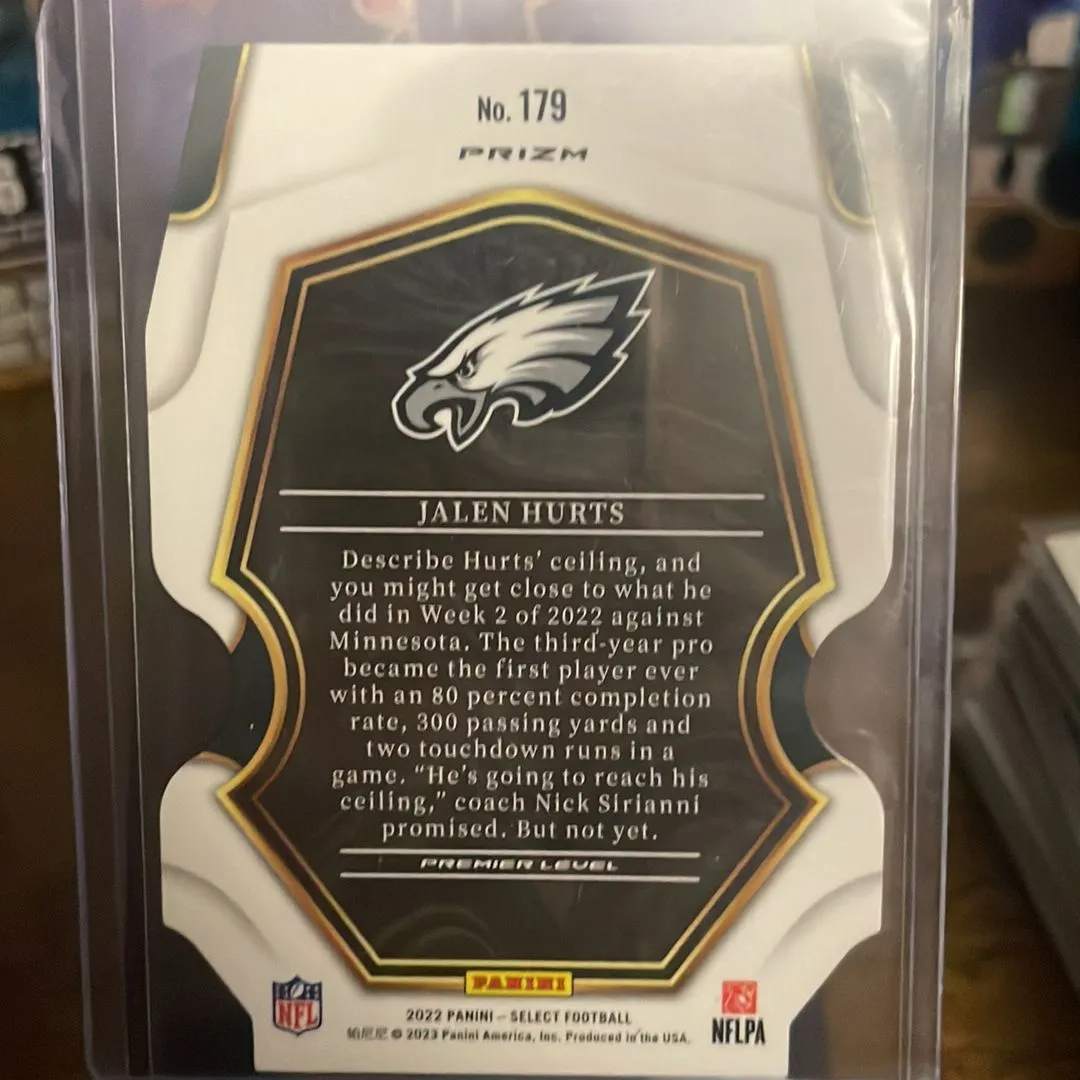 No. 179
PRIZM
JALEN HURTS
Describe Hurts' ceiling, and
you might get close to what he
did in Week 2 of 2022 against
Minnesota. The third-year pro
became the first player ever
with an 80 percent completion
rate, 300 passing yards and
two touchdown runs in a
game. “He's going to reach his
ceiling,” coach Nick Sirianni
promised. But not yet.
PREMIER LEVEL
PANINI
NFL
NFLPA
2022 PANINI – SELECT FOOTBALL
帕尼尼 © 2023 Panini America, Inc. Produced in the USA.